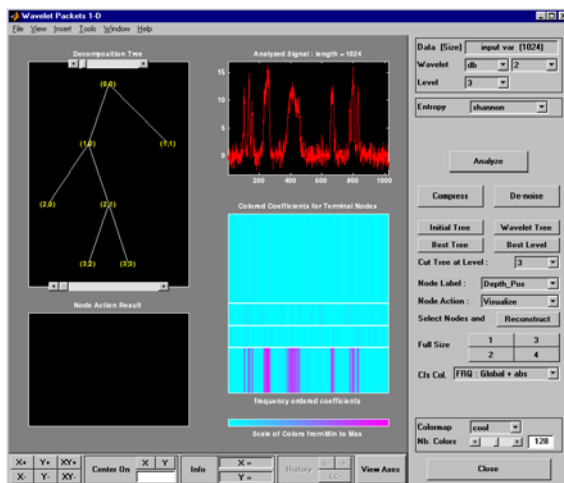 Wavelet Packets 1-D
File View Insert Tools Window Help
Decomposition Tree
(0,0)
(1,0) (1,1)
(2,0) (2,1)
(3,2) (3,3)
Node Action Result
Analyzed Signal : length = 1024
15
10
5
0
200 400 600 800 1000
Colored Coefficients for Terminal Nodes
frequency ordered coefficients
Scale of Colors from Min to Max
Data (Size) input var (1024)
Wavelet db 2
Level 3
Entropy shannon
Analyze
Compress De-noise
Initial Tree Wavelet Tree
Best Tree Best Level
Cut Tree at Level : 3
Node Label : Depth_Pos
Node Action : Visualize
Select Nodes and Reconstruct
Full Size 1 3
2 4
Cfs Col. FRQ : Global + abs
Colormap cool
Nb. Colors 128
Close
X+ Y+ XY+ Center On X Y Info X = History <- -> View Axes
X- Y- XY- Y = <<-